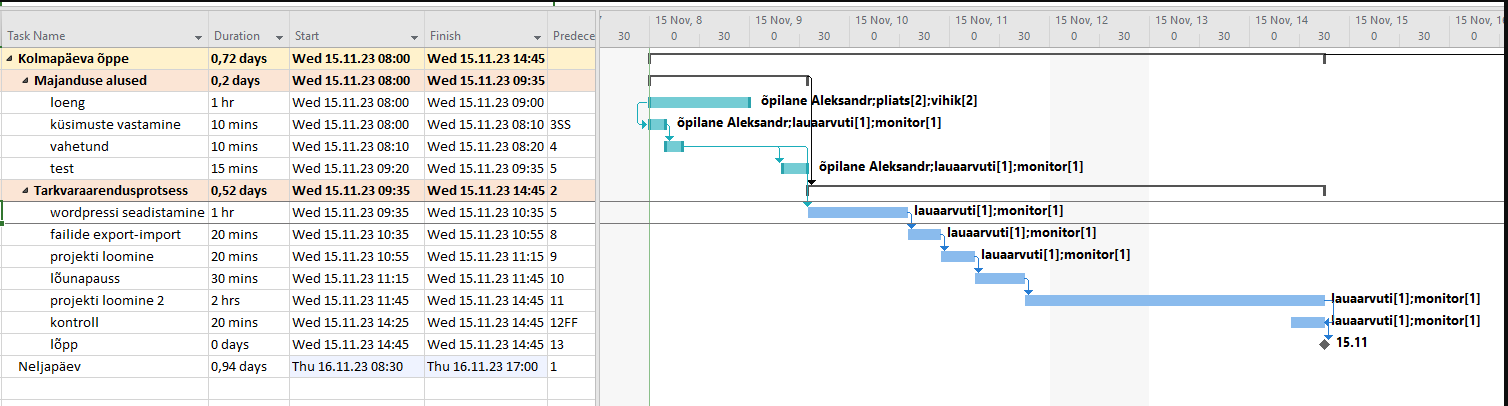 15 Nov, 8 15 Nov, 9 15 Nov, 10 15 Nov, 11 15 Nov, 12 15 Nov, 13 15 Nov, 14 15 Nov, 15 15 Nov, 16
Task Name Duration Start Finish Predece 30 0 30 0 30 0 30 0 30 0 30 0 30 0 30 0 30 0
Kolmapäeva õppe 0,72 days Wed 15.11.23 08:00 Wed 15.11.23 14:45
Majanduse alused 0,2 days Wed 15.11.23 08:00 Wed 15.11.23 09:35
loeng 1 hr Wed 15.11.23 08:00 Wed 15.11.23 09:00 õpilane Aleksandr;pliats[2];vihik[2]
küsimuste vastamine 10 mins Wed 15.11.23 08:00 Wed 15.11.23 08:10 3SS õpilane Aleksandr;lauaarvuti[1];monitor[1]
vahetund 10 mins Wed 15.11.23 08:10 Wed 15.11.23 08:20 4
test 15 mins Wed 15.11.23 09:20 Wed 15.11.23 09:35 5 õpilane Aleksandr;lauaarvuti[1];monitor[1]
Tarkvaraarendusprotsess 0,52 days Wed 15.11.23 09:35 Wed 15.11.23 14:45 2
wordpressi seadistamine 1 hr Wed 15.11.23 09:35 Wed 15.11.23 10:35 5 lauaarvuti[1];monitor[1]
failide export-import 20 mins Wed 15.11.23 10:35 Wed 15.11.23 10:55 8 lauaarvuti[1];monitor[1]
projekti loomine 20 mins Wed 15.11.23 10:55 Wed 15.11.23 11:15 9 lauaarvuti[1];monitor[1]
lõunapauss 30 mins Wed 15.11.23 11:15 Wed 15.11.23 11:45 10
projekti loomine 2 2 hrs Wed 15.11.23 11:45 Wed 15.11.23 14:45 11 lauaarvuti[1];monitor[1]
kontroll 20 mins Wed 15.11.23 14:25 Wed 15.11.23 14:45 12FF lauaarvuti[1];monitor[1]
lõpp 0 days Wed 15.11.23 14:45 Wed 15.11.23 14:45 13 15.11
Neljapäev 0,94 days Thu 16.11.23 08:30 Thu 16.11.23 17:00 1